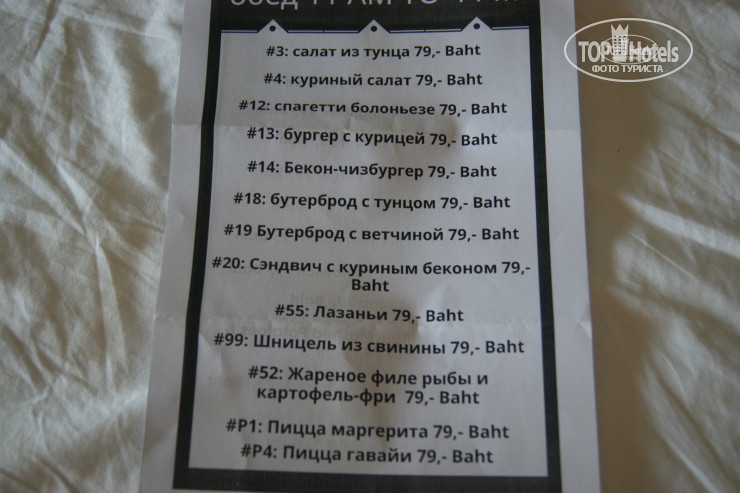 TOP Hotels
ФОТО ТУРИСТА
#3: салат из тунца 79,- Baht
#4: куриный салат 79,- Baht
#12: спагетти болоньезе 79,- Baht
#13: бургер с курицей 79,- Baht
#14: Бекон-чизбургер 79,- Baht
#18: бутерброд с тунцом 79,- Baht
#19 Бутерброд с ветчиной 79,- Baht
#20: Сэндвич с куриным беконом 79,-
Baht
#55: Лазаньи 79,- Baht
#99: Шницель из свинины 79,- Baht
#52: Жареное филе рыбы и
картофель-фри 79,- Baht
#P1: Пицца маргерита 79,- Baht
#P4: Пицца гавайи 79,- Baht